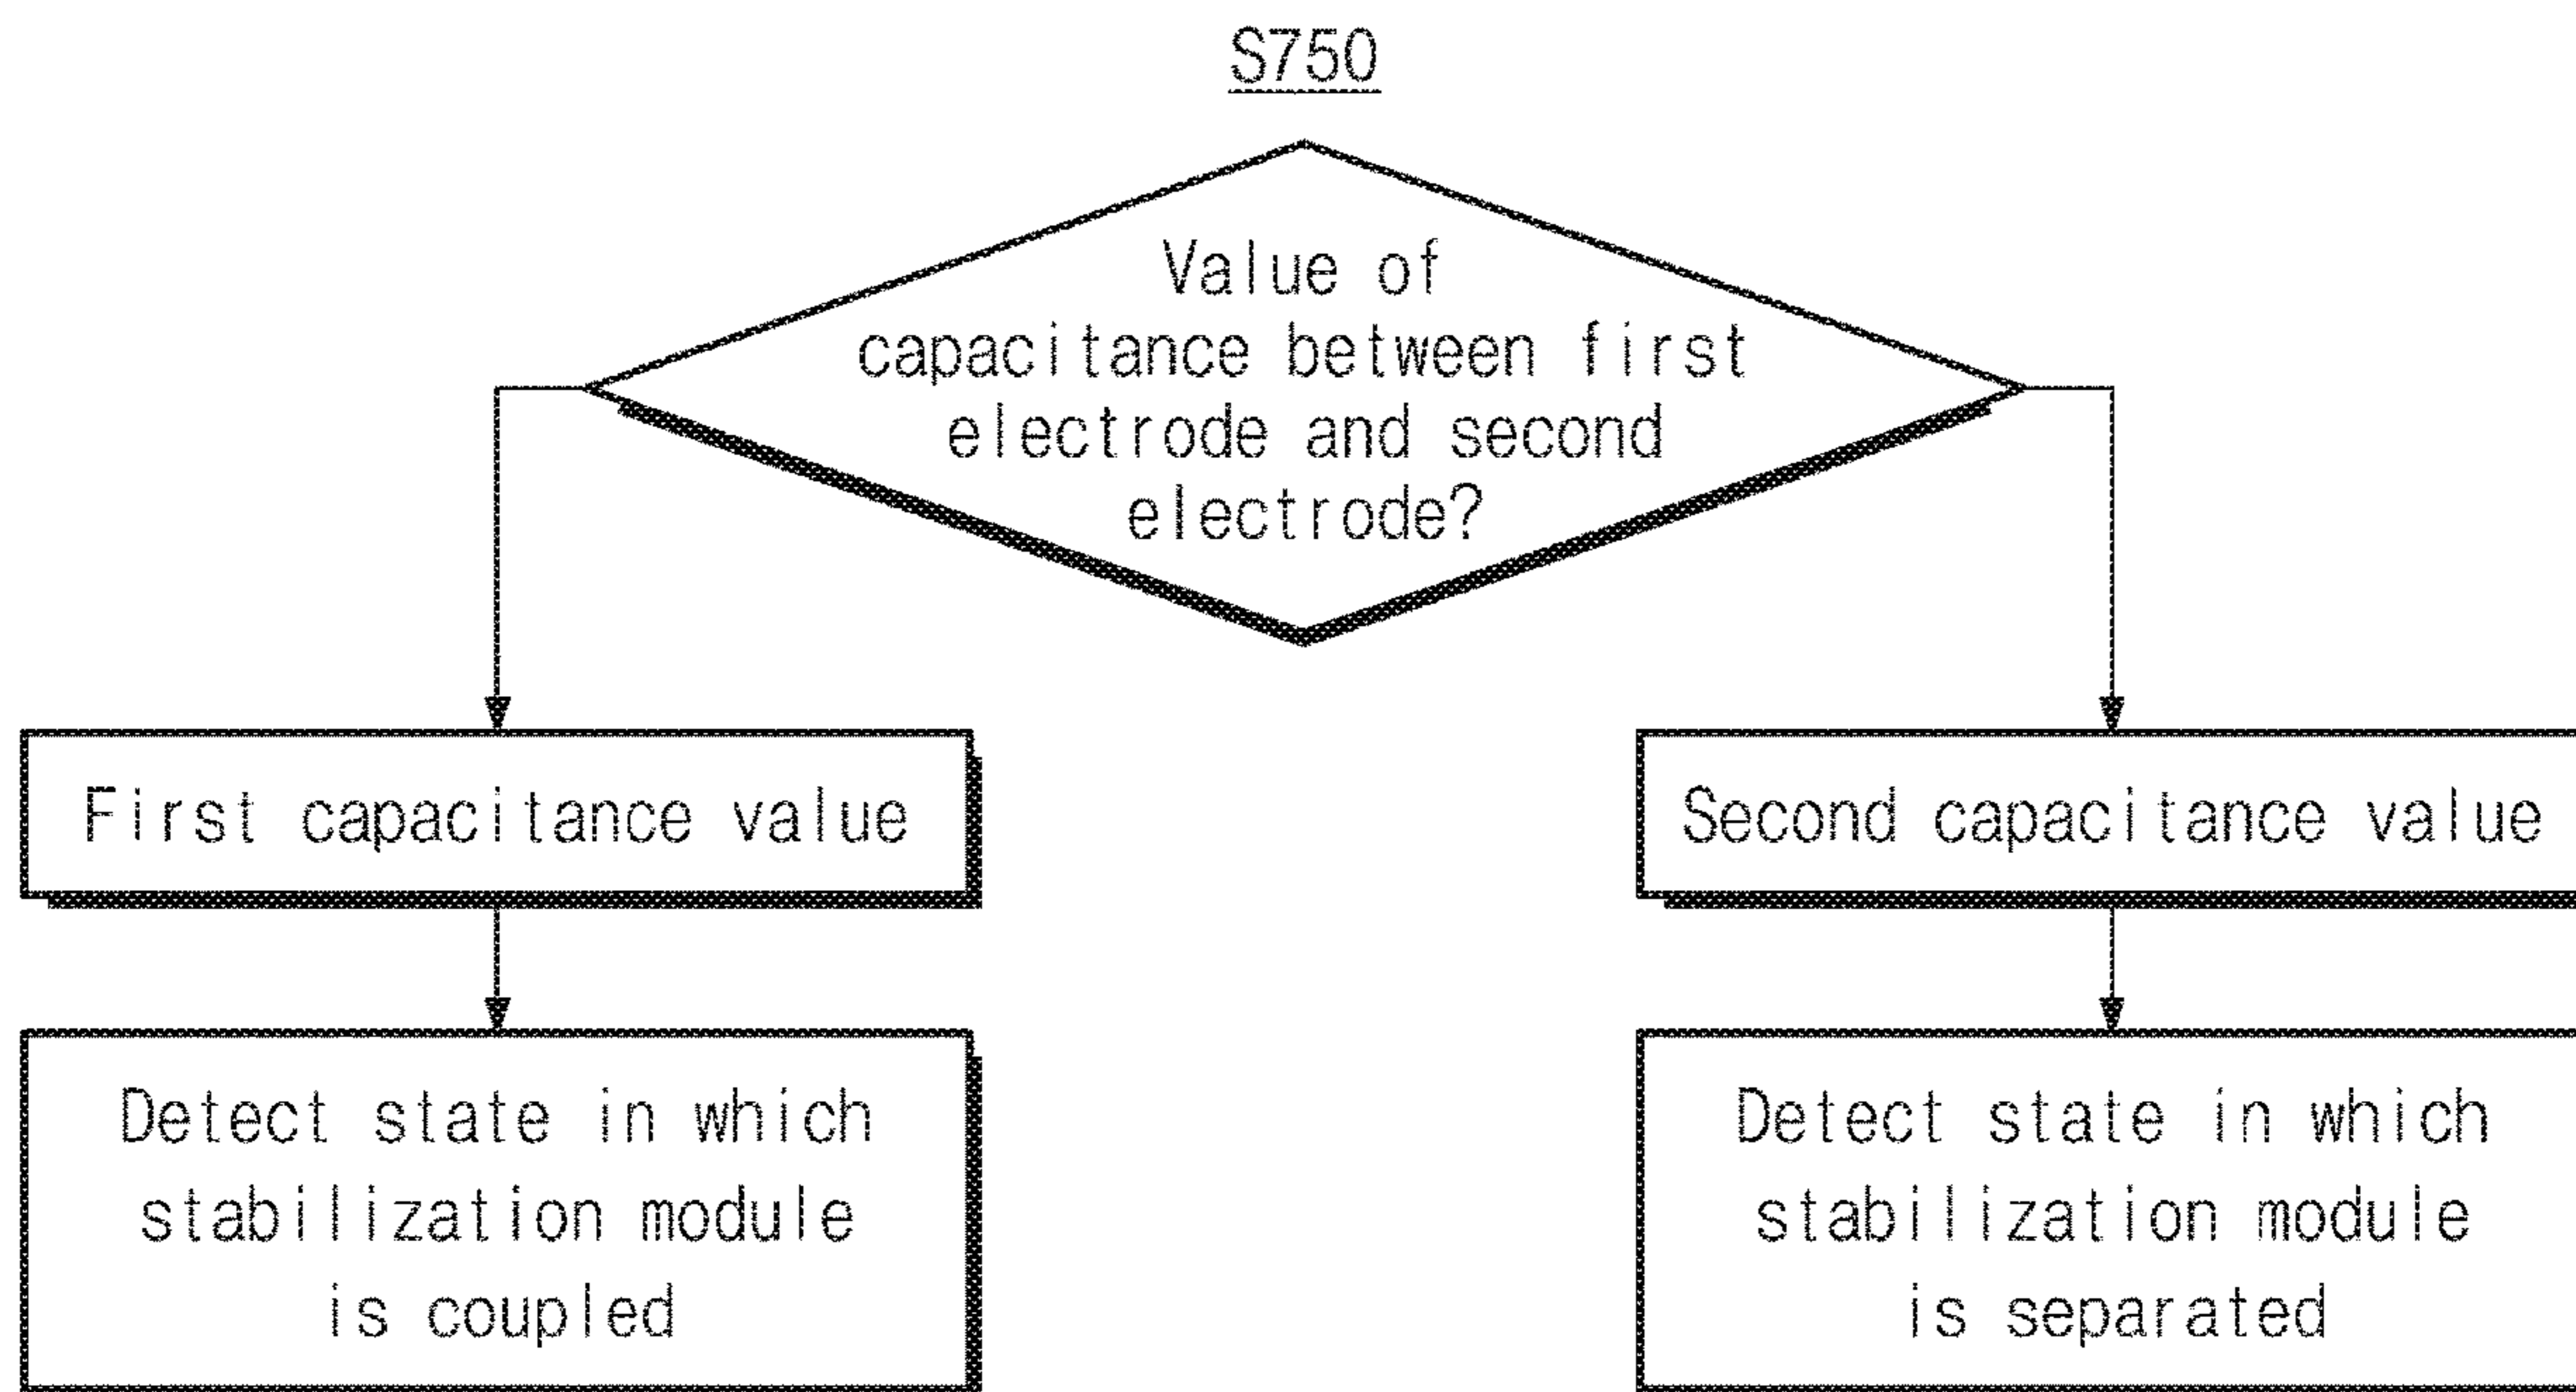 S750
Value of
capacitance between first
electrode and second
electrode?
First capacitance value
Second capacitance value
Detect state in which
stabilization module
is coupled
Detect state in which
stabilization module
is separated